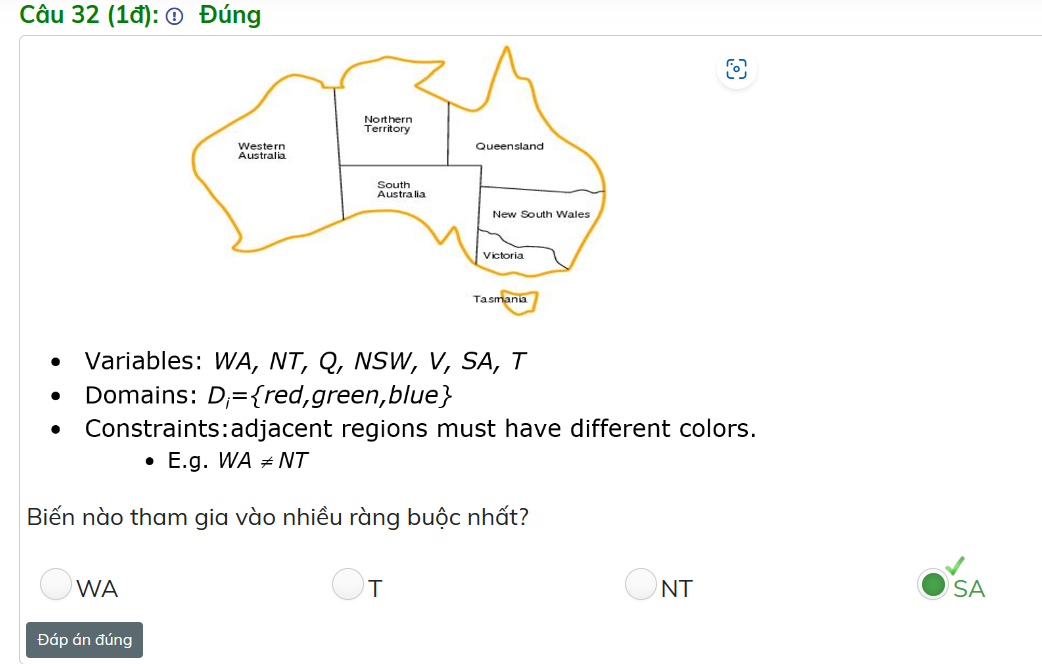 Câu 32 (1đ): Đúng
Northern
Territory
Western
Australia
Queensland
South
Australia
New South Wales
Victoria
Tasmania
• Variables: WA, NT, Q, NSW, V, SA, T
• Domains: Dᵢ={red,green,blue}
• Constraints:adjacent regions must have different colors.
• E.g. WA ≠ NT
Biến nào tham gia vào nhiều ràng buộc nhất?
WA T NT SA
Đáp án đúng